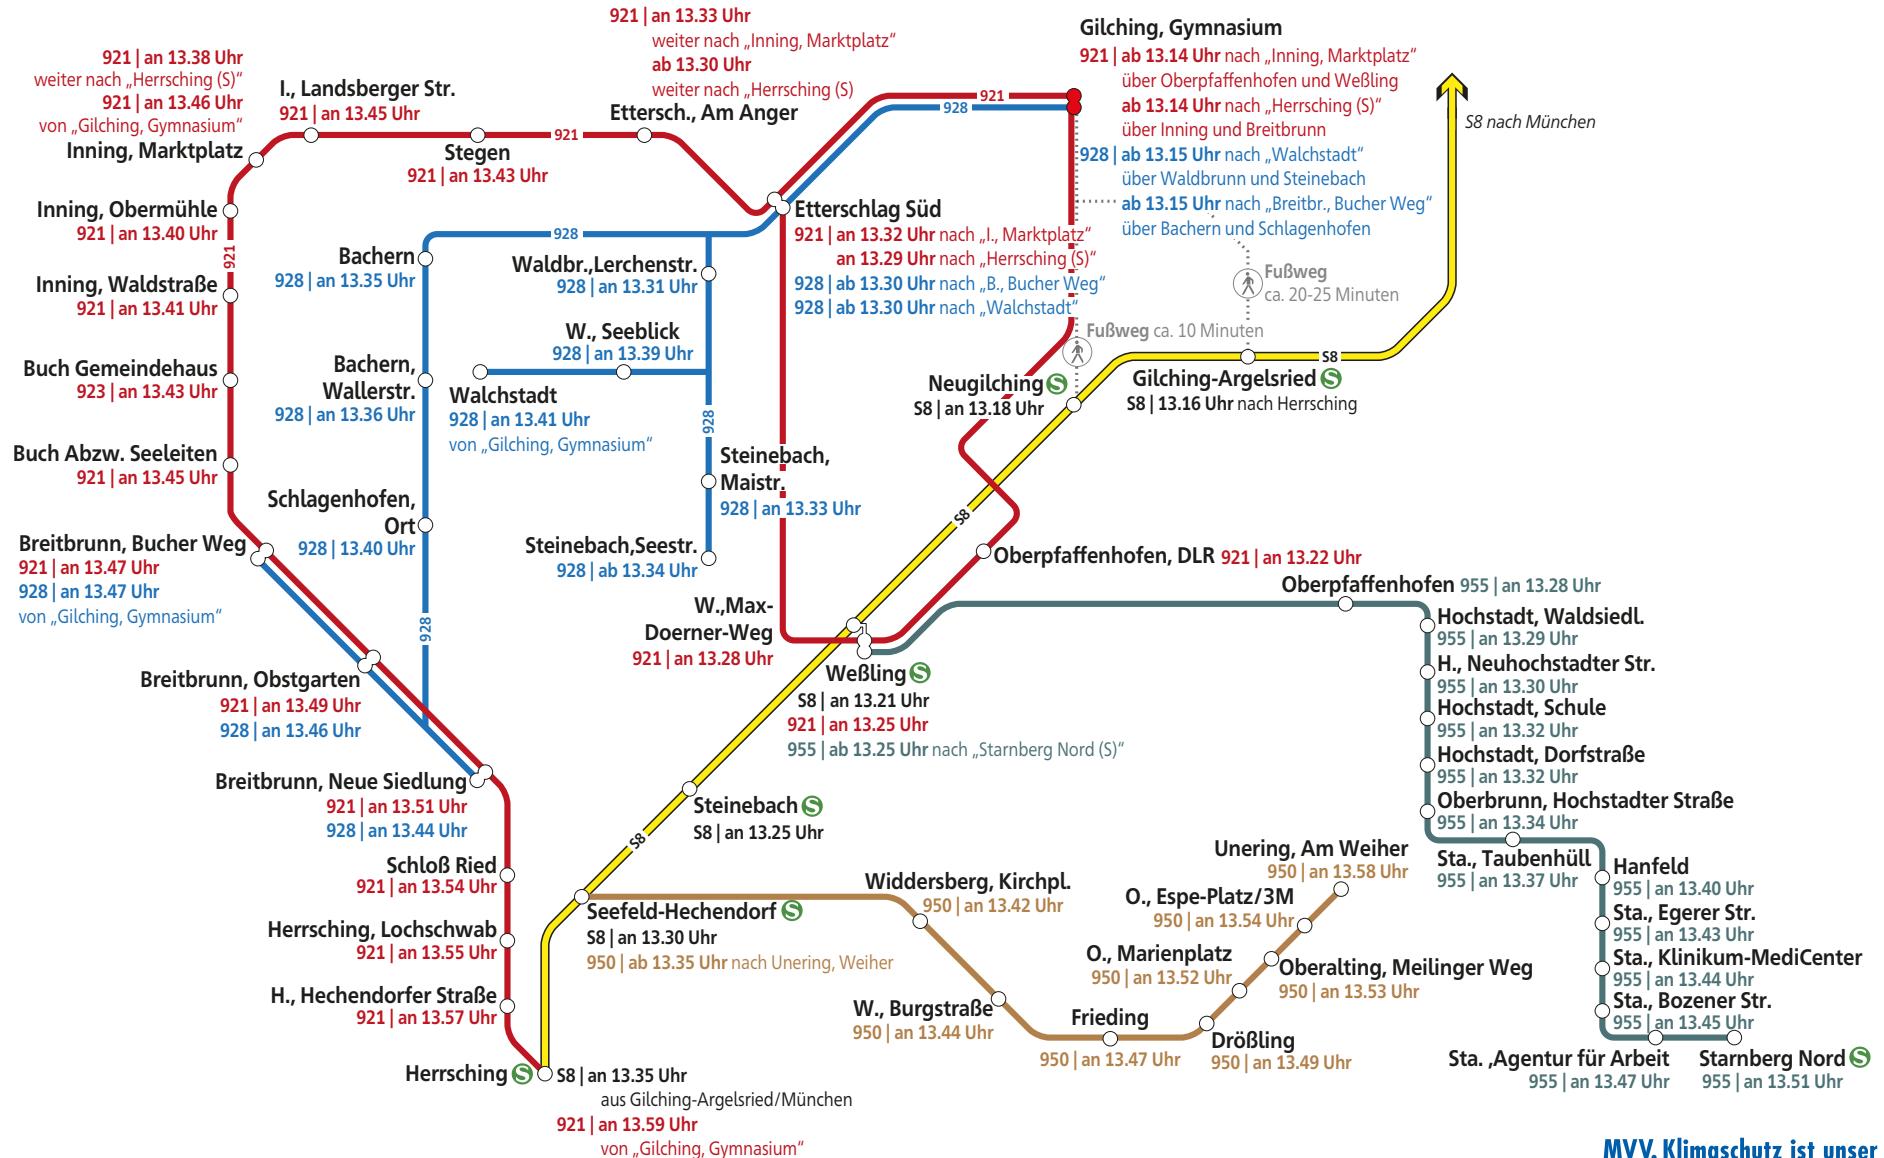 921 | an 13.33 Uhr
weiter nach „Inning, Marktplatz“
ab 13.30 Uhr
weiter nach „Herrsching (S)
Ettersch., Am Anger
Gilching, Gymnasium
921 | ab 13.14 Uhr nach „Inning, Marktplatz“
über Oberpfaffenhofen und Weßling
ab 13.14 Uhr nach „Herrsching (S)“
über Inning und Breitbrunn
928 | ab 13.15 Uhr nach „Walchstadt“
über Waldbrunn und Steinebach
ab 13.15 Uhr nach „Breitbr., Bucher Weg“
über Bachern und Schlagenhofen
S8 nach München
921 | an 13.38 Uhr
weiter nach „Herrsching (S)“
921 | an 13.46 Uhr
von „Gilching, Gymnasium“
Inning, Marktplatz
I., Landsberger Str.
921 | an 13.45 Uhr
921
Stegen
921 | an 13.43 Uhr
921
928
Inning, Obermühle
921 | an 13.40 Uhr
921
Inning, Waldstraße
921 | an 13.41 Uhr
Buch Gemeindehaus
923 | an 13.43 Uhr
Buch Abzw. Seeleiten
921 | an 13.45 Uhr
Breitbrunn, Bucher Weg
921 | an 13.47 Uhr
928 | an 13.47 Uhr
von „Gilching, Gymnasium“
Bachern
928 | an 13.35 Uhr
928
Bachern,
Wallerstr.
928 | an 13.36 Uhr
Schlagenhofen,
Ort
928 | 13.40 Uhr
928
Waldbr.,Lerchenstr.
928 | an 13.31 Uhr
W., Seeblick
928 | an 13.39 Uhr
Walchstadt
928 | an 13.41 Uhr
von „Gilching, Gymnasium“
928
Steinebach,
Maistr.
928 | an 13.33 Uhr
Steinebach,Seestr.
928 | ab 13.34 Uhr
Etterschlag Süd
921 | an 13.32 Uhr nach „I., Marktplatz“
an 13.29 Uhr nach „Herrsching (S)“
928 | ab 13.30 Uhr nach „B., Bucher Weg“
928 | ab 13.30 Uhr nach „Walchstadt“
Fußweg
ca. 20-25 Minuten
Fußweg ca. 10 Minuten
S8
Neugilching S
S8 | an 13.18 Uhr
Gilching-Argelsried S
S8 | 13.16 Uhr nach Herrsching
S8
Oberpfaffenhofen, DLR 921 | an 13.22 Uhr
W.,Max-
Doerner-Weg
921 | an 13.28 Uhr
Weßling S
S8 | an 13.21 Uhr
921 | an 13.25 Uhr
955 | ab 13.25 Uhr nach „Starnberg Nord (S)“
Oberpfaffenhofen 955 | an 13.28 Uhr
Hochstadt, Waldsiedl.
955 | an 13.29 Uhr
H., Neuhochstadter Str.
955 | an 13.30 Uhr
Hochstadt, Schule
955 | an 13.32 Uhr
Hochstadt, Dorfstraße
955 | an 13.32 Uhr
Oberbrunn, Hochstadter Straße
955 | an 13.34 Uhr
Sta., Taubenhüll
955 | an 13.37 Uhr
Hanfeld
955 | an 13.40 Uhr
Sta., Egerer Str.
955 | an 13.43 Uhr
Sta., Klinikum-MediCenter
955 | an 13.44 Uhr
Sta., Bozener Str.
955 | an 13.45 Uhr
Sta. ,Agentur für Arbeit
955 | an 13.47 Uhr
Starnberg Nord S
955 | an 13.51 Uhr
Breitbrunn, Obstgarten
921 | an 13.49 Uhr
928 | an 13.46 Uhr
Breitbrunn, Neue Siedlung
921 | an 13.51 Uhr
928 | an 13.44 Uhr
Schloß Ried
921 | an 13.54 Uhr
Herrsching, Lochschwab
921 | an 13.55 Uhr
H., Hechendorfer Straße
921 | an 13.57 Uhr
Herrsching S
S8 | an 13.35 Uhr
aus Gilching-Argelsried/München
921 | an 13.59 Uhr
von „Gilching, Gymnasium“
Steinebach S
S8 | an 13.25 Uhr
S8
Seefeld-Hechendorf S
S8 | an 13.30 Uhr
950 | ab 13.35 Uhr nach Unering, Weiher
Widdersberg, Kirchpl.
950 | an 13.42 Uhr
W., Burgstraße
950 | an 13.44 Uhr
Frieding
950 | an 13.47 Uhr
Drößling
950 | an 13.49 Uhr
O., Marienplatz
950 | an 13.52 Uhr
Oberalting, Meilinger Weg
950 | an 13.53 Uhr
O., Espe-Platz/3M
950 | an 13.54 Uhr
Unering, Am Weiher
950 | an 13.58 Uhr
MVV. Klimaschutz ist unser